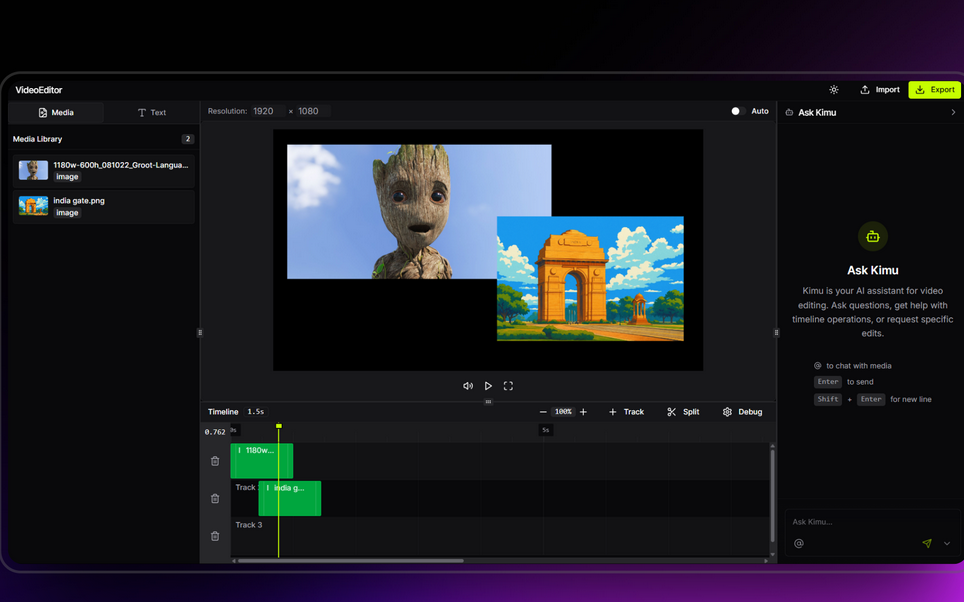 VideoEditor
Import
Export
Media
Text
Resolution: 1920 × 1080
Auto
Ask Kimu
Media Library 2
1180w-600h_081022_Groot-Langua...
image
india gate.png
image
Ask Kimu
Kimu is your AI assistant for video
editing. Ask questions, get help with
timeline operations, or request specific
edits.
@ to chat with media
Enter to send
Shift + Enter for new line
Timeline 1.5s
100%
Track
Split
Debug
0.762
5s
1180w...
Track
india g...
Track 3
Ask Kimu...
@